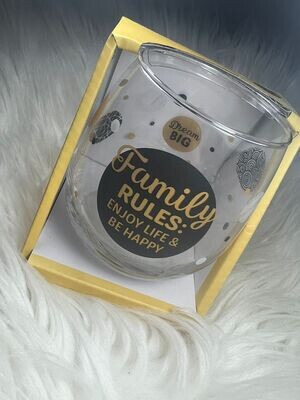 Dream
BIG
Family
RULES:
ENJOY LIFE &
BE HAPPY